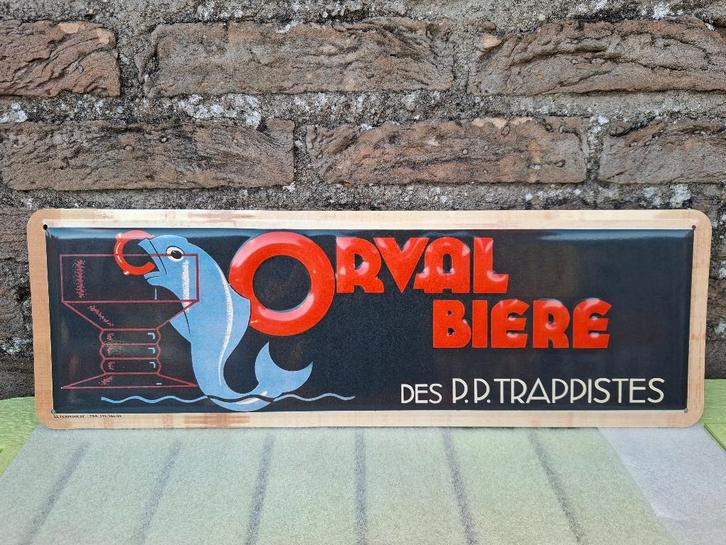 ORVAL
BIERE
DES P.P. TRAPPISTES